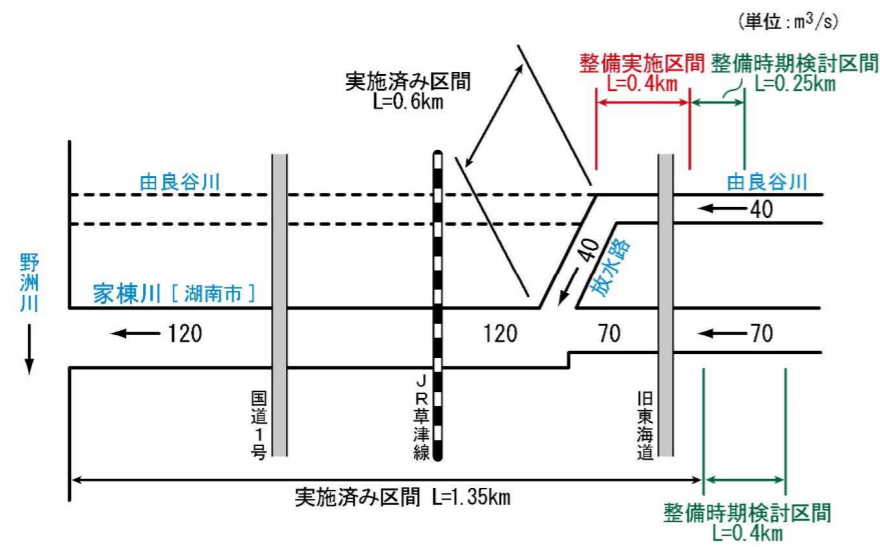 (単位:m³/s)
整備実施区間
L=0.4km
整備時期検討区間
L=0.25km
実施済み区間
L=0.6km
由良谷川
由良谷川
40
野洲川
40
放水路
家棟川[湖南市]
120
120
70
70
国道1号
JR草津線
旧東海道
実施済み区間 L=1.35km
整備時期検討区間
L=0.4km